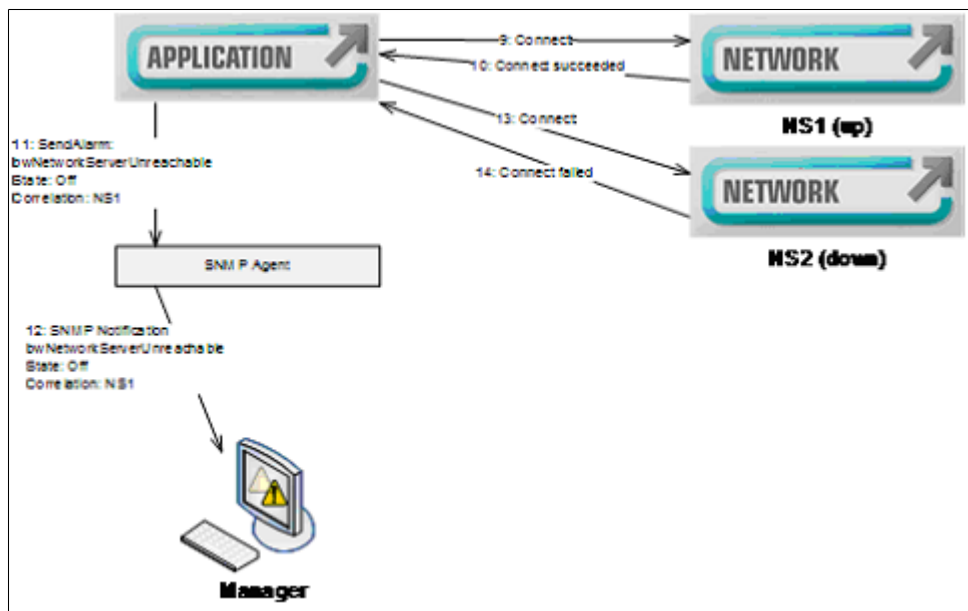 APPLICATION
9: Connect
10: Connect succeeded
NETWORK
NS1 (up)
13: Connect
14: Connect failed
NETWORK
NS2 (down)
11: SendAlarm:
bwNetworkServerUnreachable
State: Off
Correlation: NS1
SNMP Agent
12: SNMP Notification
bwNetworkServerUnreachable
State: Off
Correlation: NS1
Manager